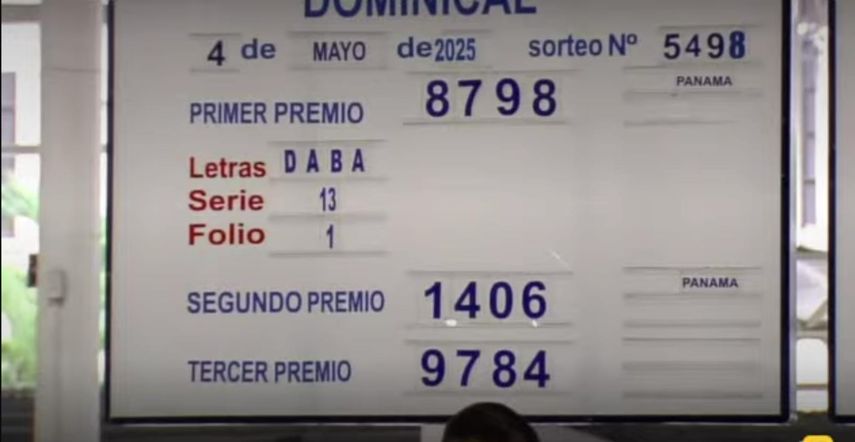 DOMINICAL
4 de MAYO de 2025 sorteo Nº 5498
PANAMA
PRIMER PREMIO 8798
Letras DABA
Serie 13
Folio 1
PANAMA
SEGUNDO PREMIO 1406
TERCER PREMIO 9784